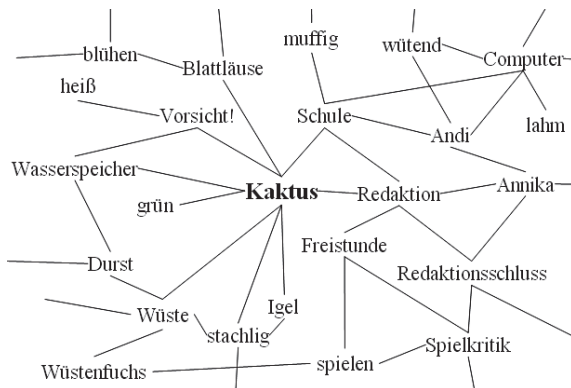 muffig
wütend
blühen
Blattläuse
Computer
heiß
Vorsicht!
Schule
Andi
lahm
Wasserspeicher
Kaktus
Redaktion
Annika
grün
Freistunde
Durst
Redaktionsschluss
Wüste
Igel
stachlig
Spielkritik
Wüstenfuchs
spielen